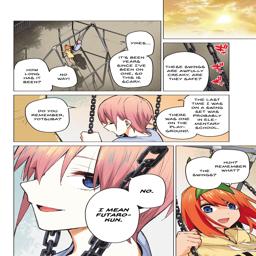 YIKES...
IT'S BEEN
YEARS
SINCE I'VE
BEEN ON
ONE, SO
THIS IS
SCARY.
NO
WAY!
HOW
LONG
HAS IT
BEEN?
THESE SWINGS
ARE AWFULLY
CREAKY. ARE
THEY SAFE?
THE LAST
TIME I WAS
ON A SWING
SET WAS
PROBABLY
IN ELE-
MENTARY
SCHOOL.
THERE
WAS ONE
ON THE
PLAY-
GROUND.
DO YOU
REMEMBER,
YOTSUBA?
HUH?
REMEMBER
WHAT?
THE
SWINGS?
NO.
I MEAN
FUTARO-
KUN.